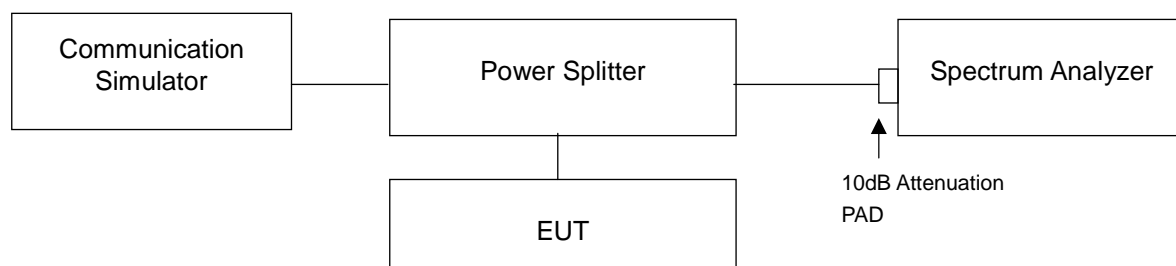 Communication
Simulator
Power Splitter
Spectrum Analyzer
10dB Attenuation
PAD
EUT